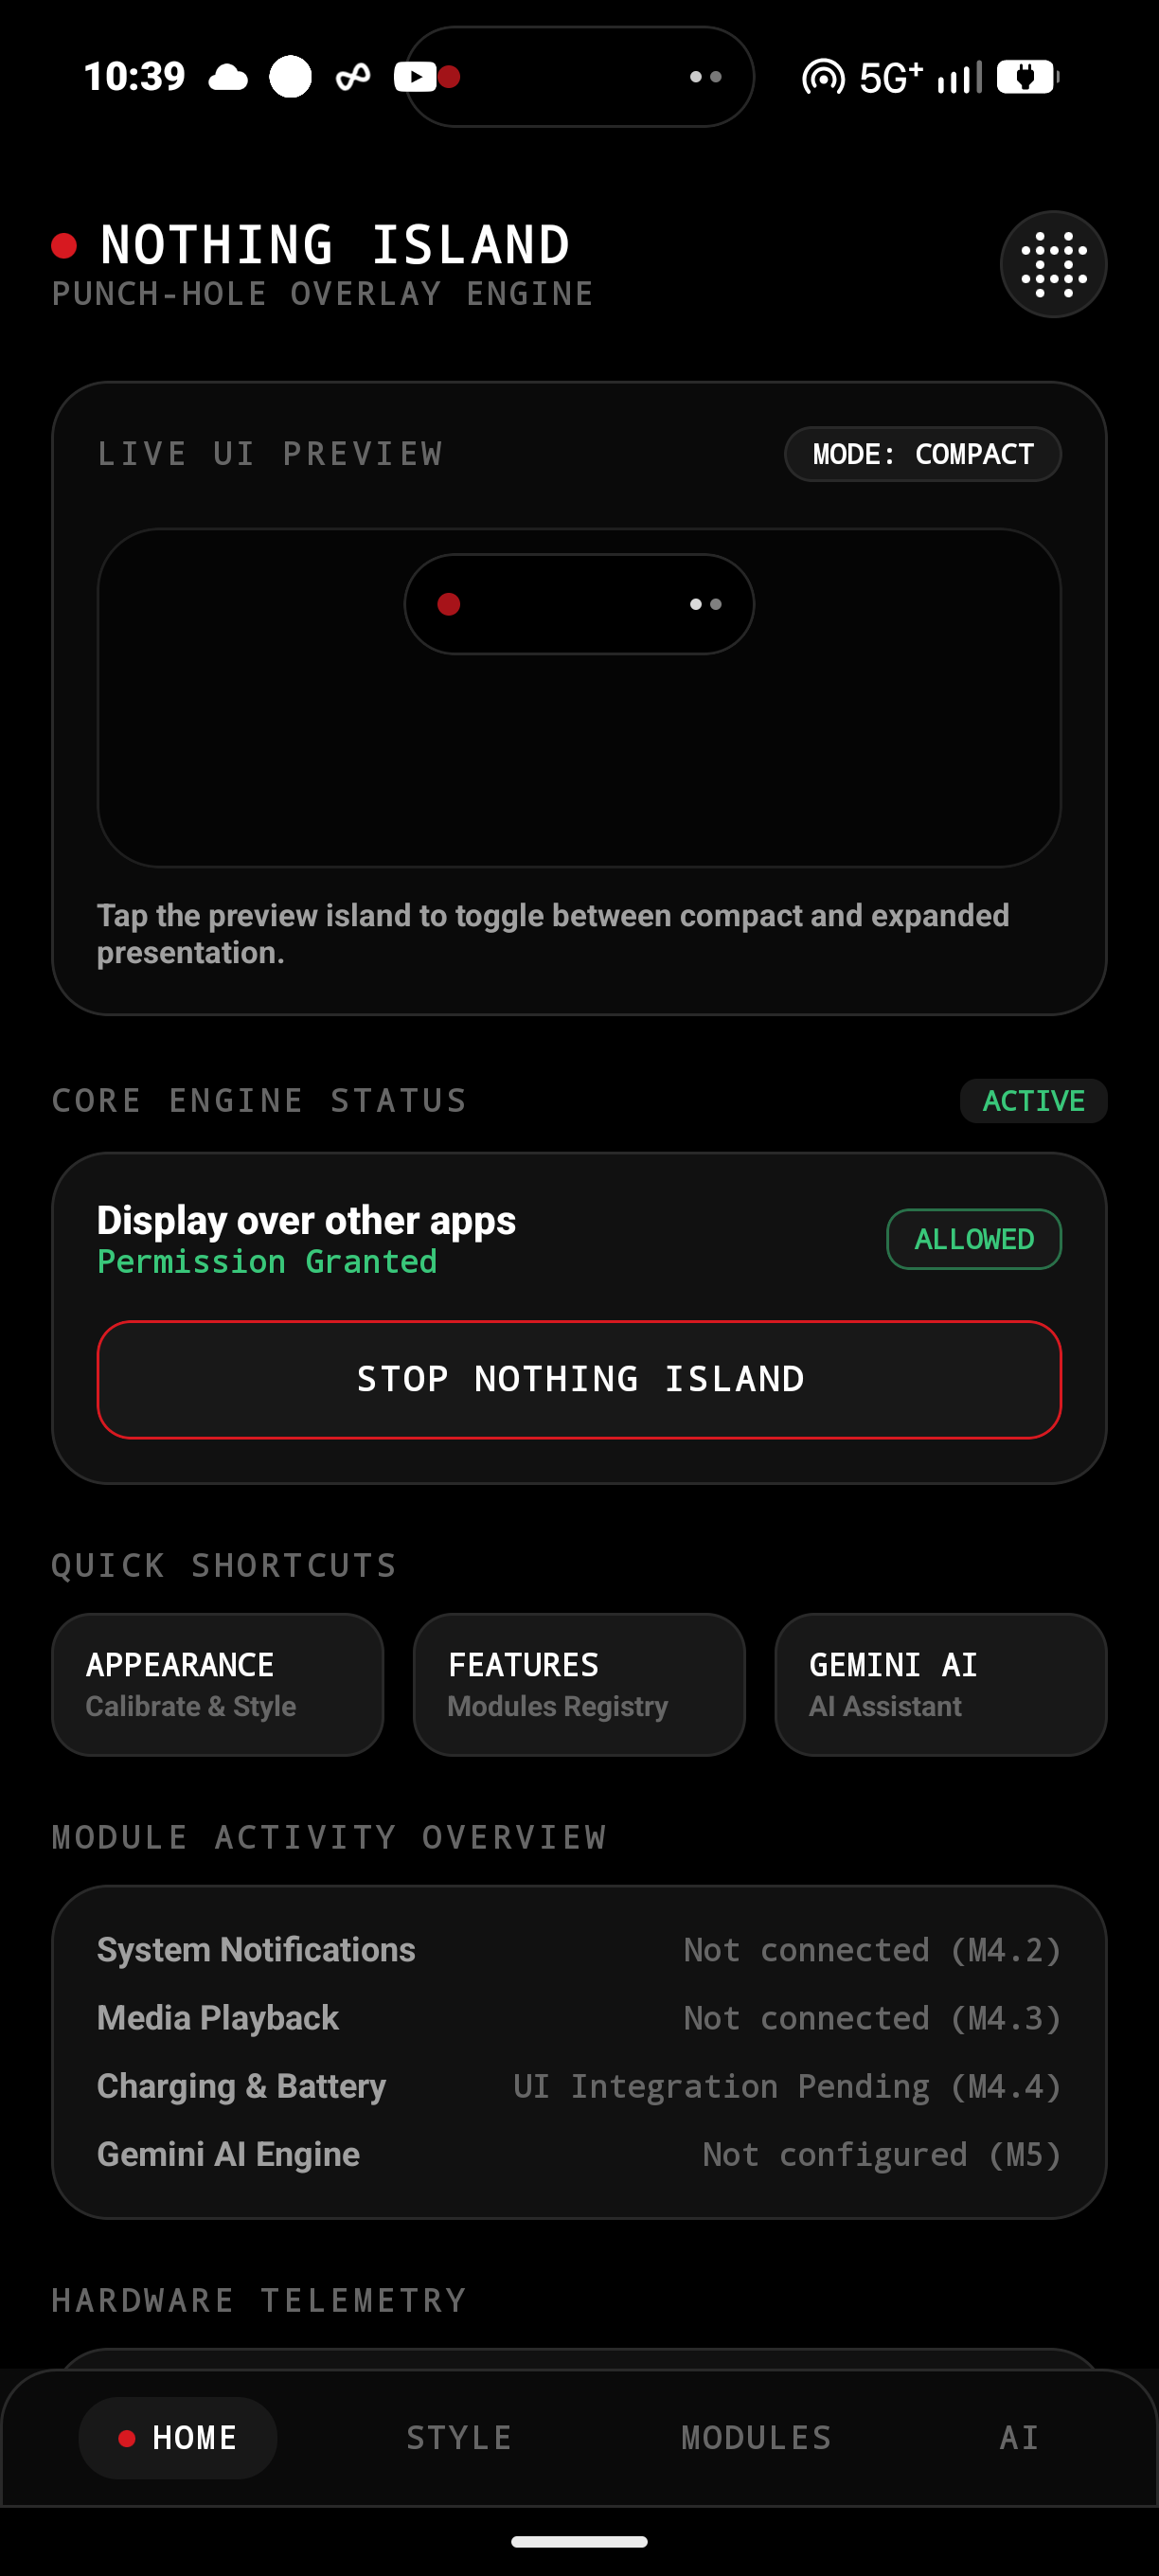 10:39
5G+
NOTHING ISLAND
PUNCH-HOLE OVERLAY ENGINE
LIVE UI PREVIEW
MODE: COMPACT
Tap the preview island to toggle between compact and expanded
presentation.
CORE ENGINE STATUS
ACTIVE
Display over other apps
Permission Granted
ALLOWED
STOP NOTHING ISLAND
QUICK SHORTCUTS
APPEARANCE
Calibrate & Style
FEATURES
Modules Registry
GEMINI AI
AI Assistant
MODULE ACTIVITY OVERVIEW
System Notifications Not connected (M4.2)
Media Playback Not connected (M4.3)
Charging & Battery UI Integration Pending (M4.4)
Gemini AI Engine Not configured (M5)
HARDWARE TELEMETRY
HOME STYLE MODULES AI